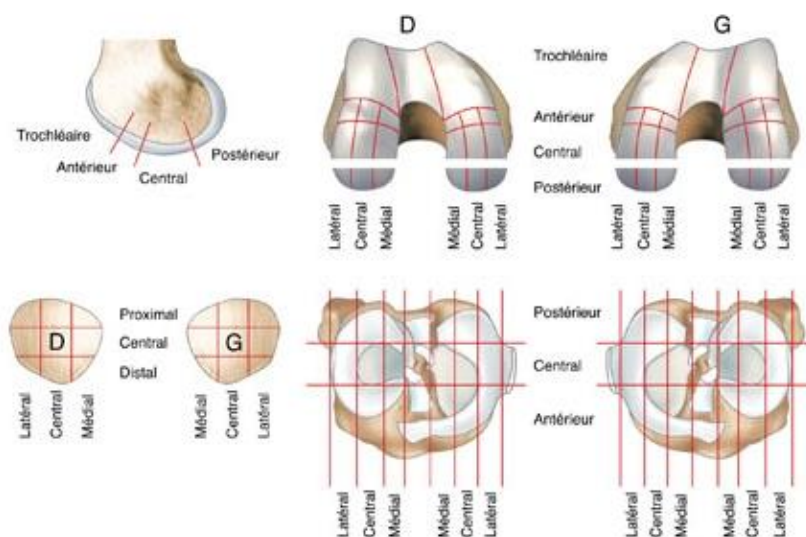 D
G
Trochléaire
Antérieur
Central
Postérieur
Trochléaire
Antérieur
Central
Postérieur
Latéral
Central
Médial
Médial
Central
Latéral
Latéral
Central
Médial
Médial
Central
Latéral
D
G
Proximal
Central
Distal
Latéral
Central
Médial
Médial
Central
Latéral
Postérieur
Central
Antérieur
Latéral
Central
Médial
Médial
Central
Latéral
Latéral
Central
Médial
Médial
Central
Latéral